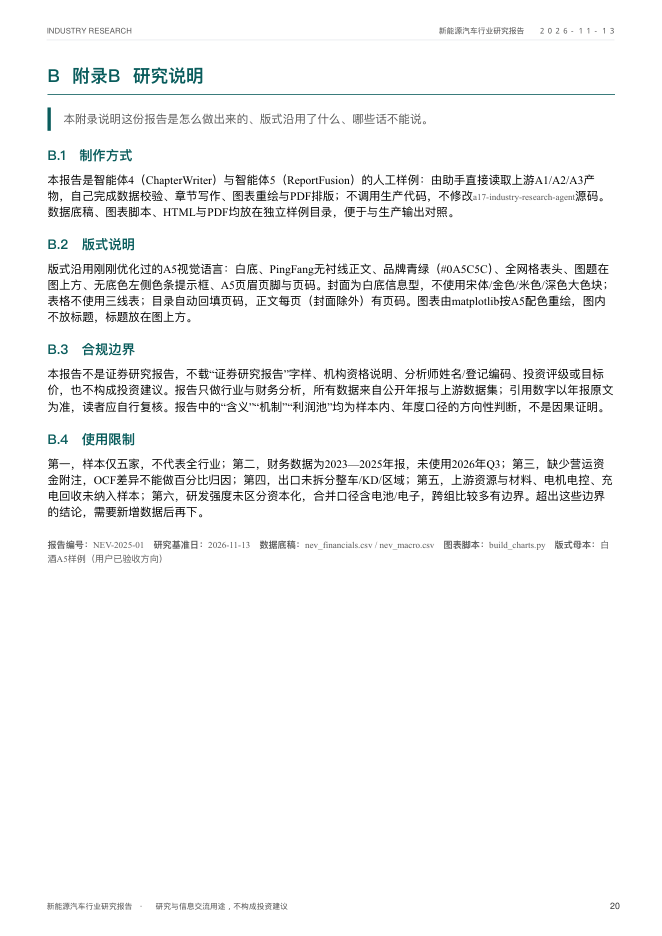 INDUSTRY RESEARCH
新能源汽车行业研究报告 2026-11-13
B 附录B 研究说明
本附录说明这份报告是怎么做出来的、版式沿用了什么、哪些话不能说。
B.1 制作方式
本报告是智能体4（ChapterWriter）与智能体5（ReportFusion）的人工样例：由助手直接读取上游A1/A2/A3产
物，自己完成数据校验、章节写作、图表重绘与PDF排版；不调用生产代码，不修改a17-industry-research-agent源码。
数据底稿、图表脚本、HTML与PDF均放在独立样例目录，便于与生产输出对照。
B.2 版式说明
版式沿用刚刚优化过的A5视觉语言：白底、PingFang无衬线正文、品牌青绿（#0A5C5C）、全网格表头、图题在
图上方、无底色左侧色条提示框、A5页眉页脚与页码。封面为白底信息型，不使用宋体/金色/米色/深色大色块；
表格不使用三线表；目录自动回填页码，正文每页（封面除外）有页码。图表由matplotlib按A5配色重绘，图内
不放标题，标题放在图上方。
B.3 合规边界
本报告不是证券研究报告，不载“证券研究报告”字样、机构资格说明、分析师姓名/登记编码、投资评级或目标
价，也不构成投资建议。报告只做行业与财务分析，所有数据来自公开年报与上游数据集；引用数字以年报原文
为准，读者应自行复核。报告中的“含义”“机制”“利润池”均为样本内、年度口径的方向性判断，不是因果证明。
B.4 使用限制
第一，样本仅五家，不代表全行业；第二，财务数据为2023—2025年报，未使用2026年Q3；第三，缺少营运资
金附注，OCF差异不能做百分比归因；第四，出口未拆分整车/KD/区域；第五，上游资源与材料、电机电控、充
电回收未纳入样本；第六，研发强度未区分资本化，合并口径含电池/电子，跨组比较多有边界。超出这些边界
的结论，需要新增数据后再下。
报告编号：NEV-2025-01 研究基准日：2026-11-13 数据底稿：nev_financials.csv / nev_macro.csv 图表脚本：build_charts.py 版式母本：白
酒A5样例（用户已验收方向）
新能源汽车行业研究报告 · 研究与信息交流用途，不构成投资建议
20